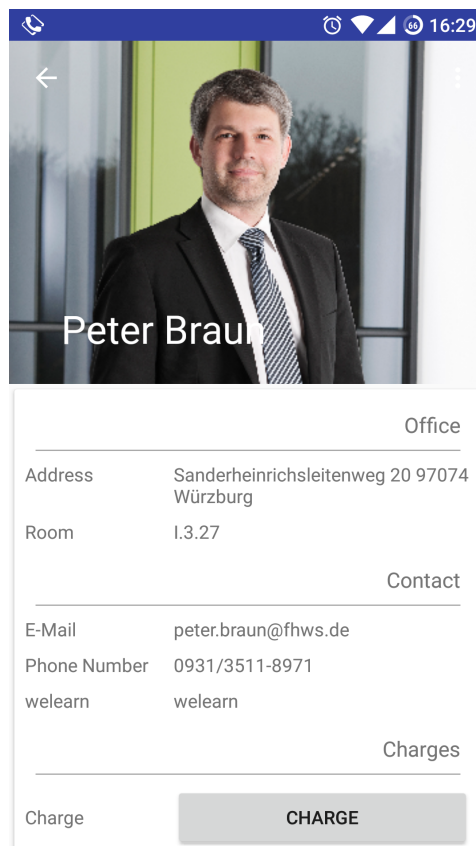 66 16:29
Peter Braun
Office
Address Sanderheinrichsleitenweg 20 97074
Würzburg
Room I.3.27
Contact
E-Mail peter.braun@fhws.de
Phone Number 0931/3511-8971
welearn welearn
Charges
Charge CHARGE